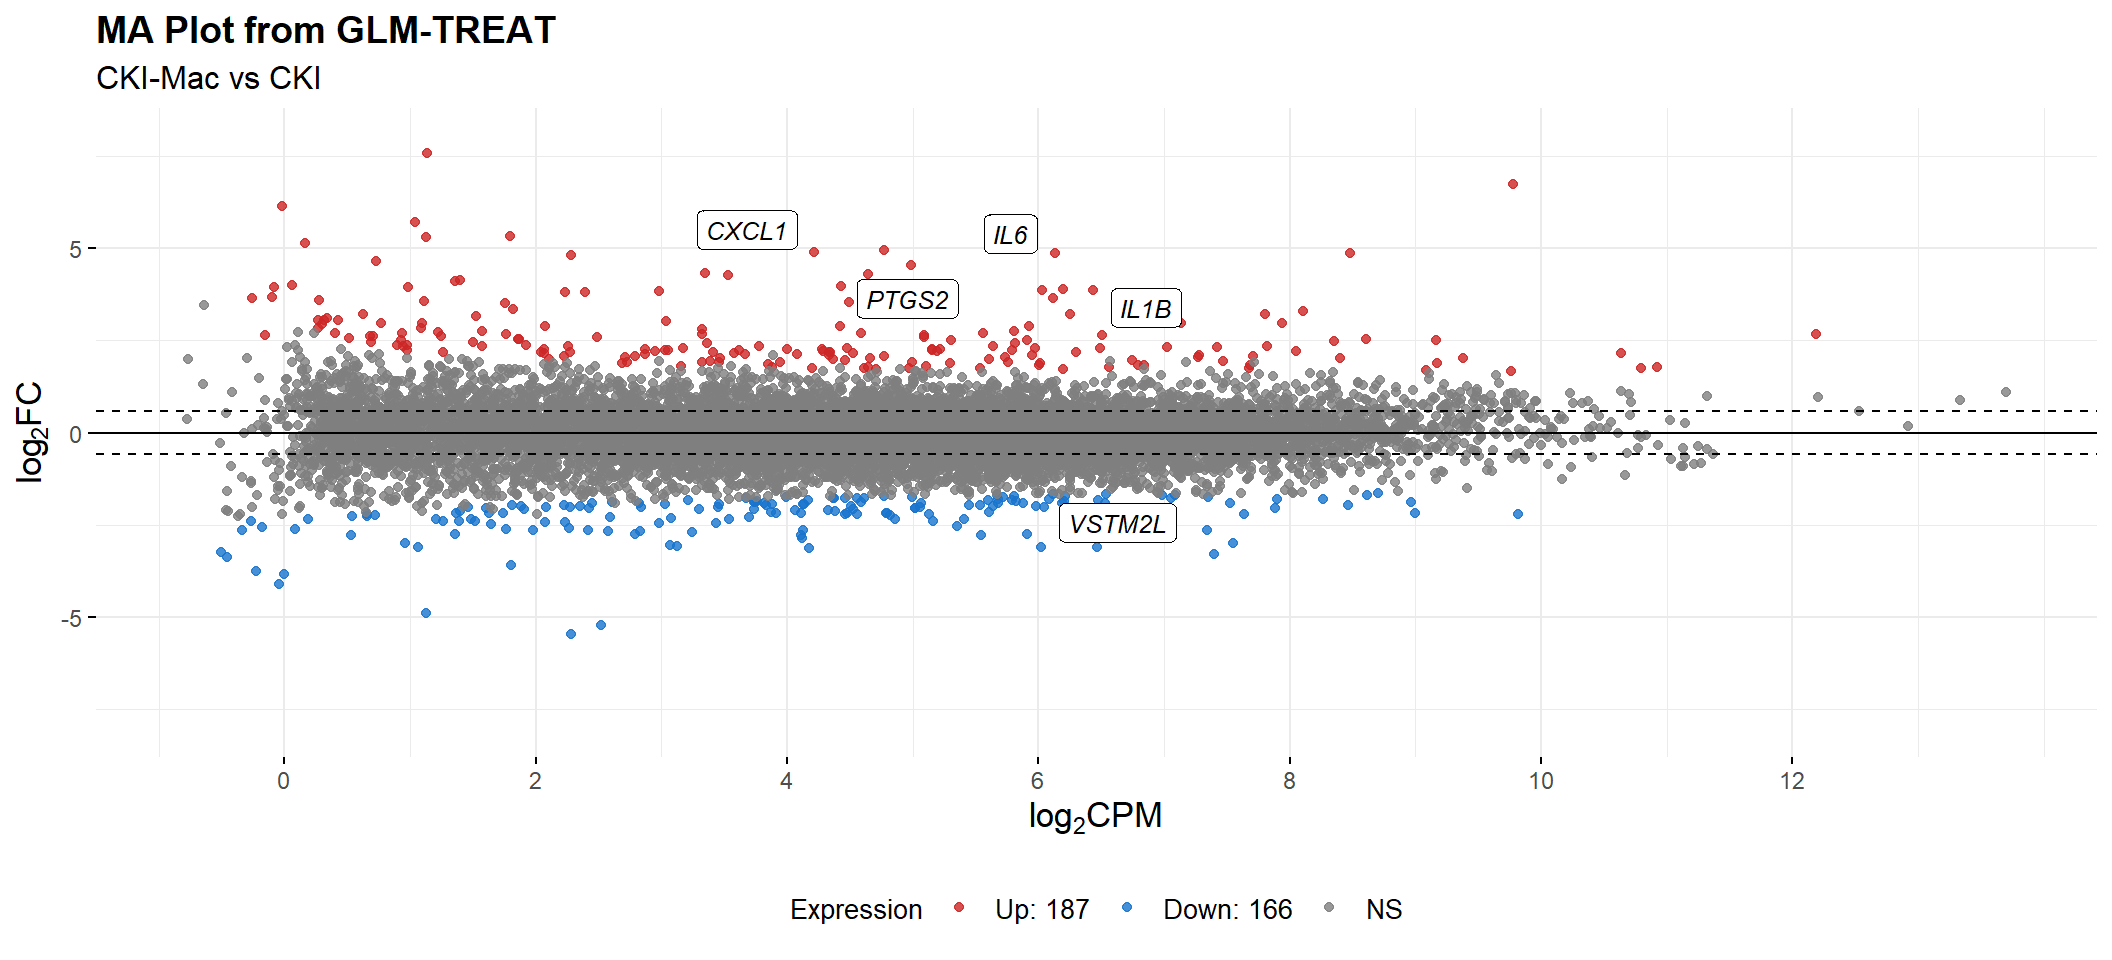 MA Plot from GLM-TREAT
CKI-Mac vs CKI
CXCL1
IL6
PTGS2
IL1B
VSTM2L
log2FC
5
0
-5
0 2 4 6 8 10 12
log2CPM
Expression Up: 187 Down: 166 NS